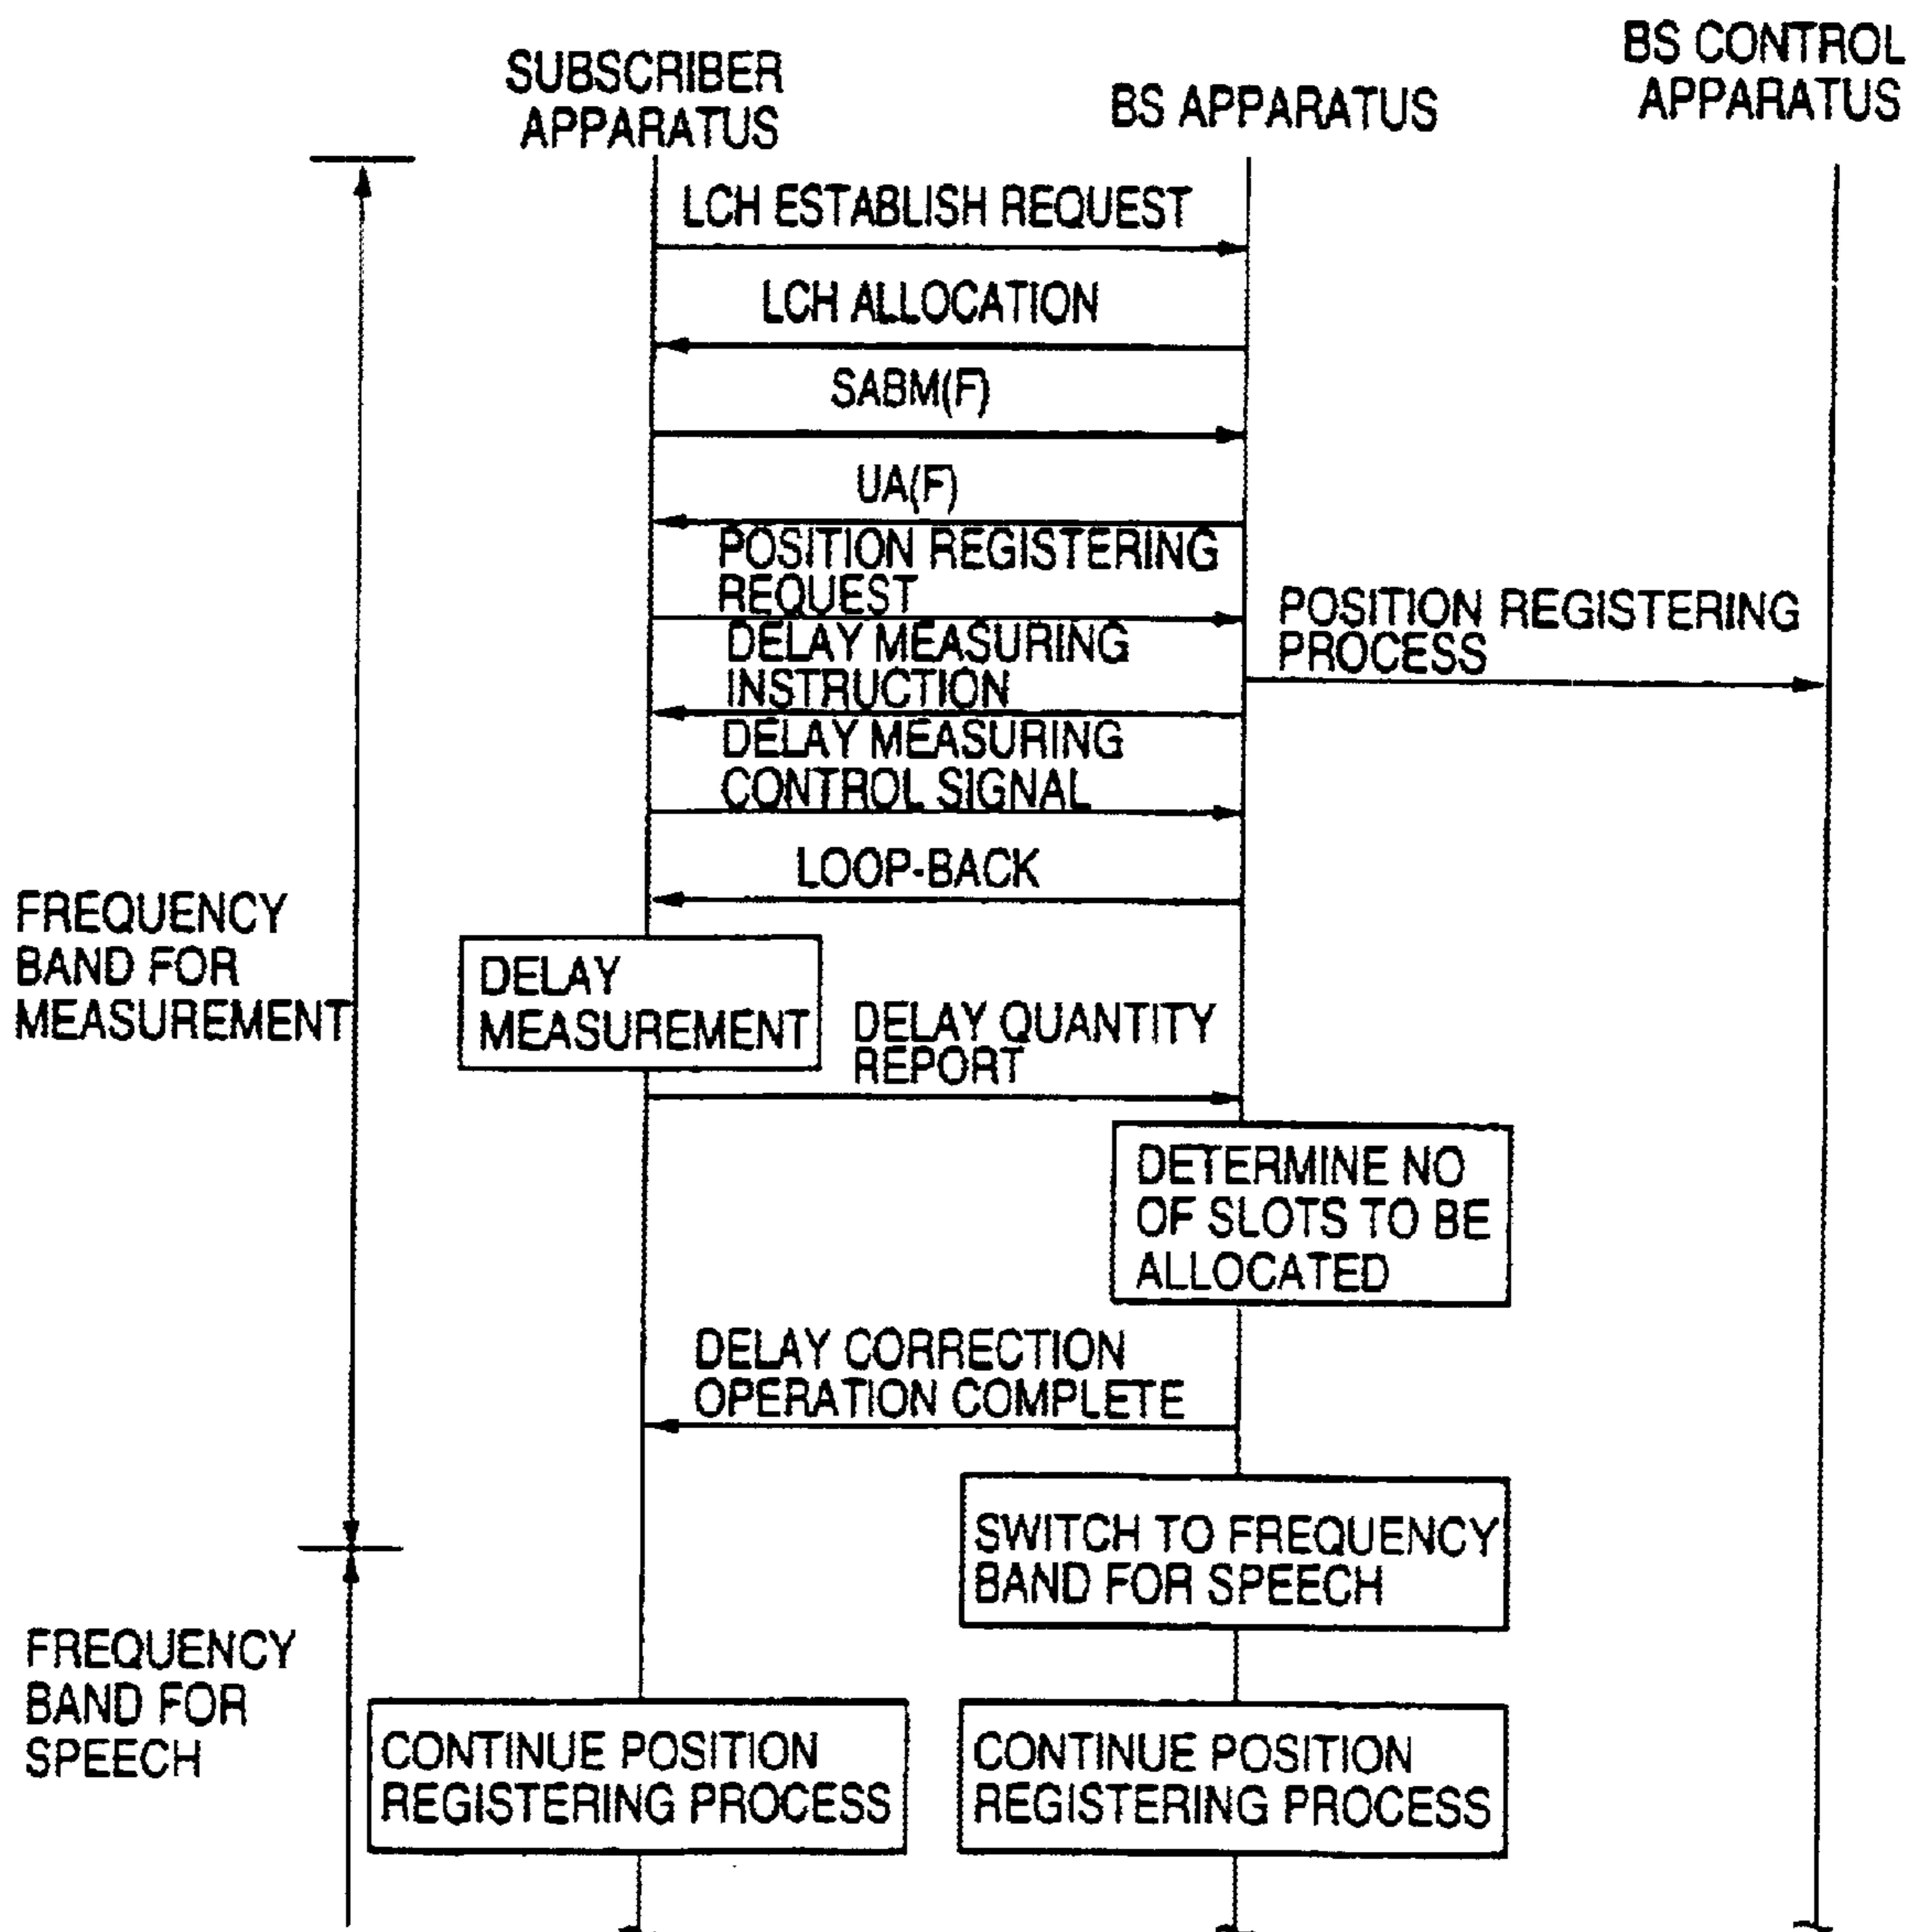 SUBSCRIBER
APPARATUS
BS APPARATUS
BS CONTROL
APPARATUS
LCH ESTABLISH REQUEST
LCH ALLOCATION
SABM(F)
UA(F)
POSITION REGISTERING
REQUEST
POSITION REGISTERING
PROCESS
DELAY MEASURING
INSTRUCTION
DELAY MEASURING
CONTROL SIGNAL
LOOP-BACK
FREQUENCY
BAND FOR
MEASUREMENT
DELAY
MEASUREMENT
DELAY QUANTITY
REPORT
DETERMINE NO
OF SLOTS TO BE
ALLOCATED
DELAY CORRECTION
OPERATION COMPLETE
SWITCH TO FREQUENCY
BAND FOR SPEECH
FREQUENCY
BAND FOR
SPEECH
CONTINUE POSITION
REGISTERING PROCESS
CONTINUE POSITION
REGISTERING PROCESS